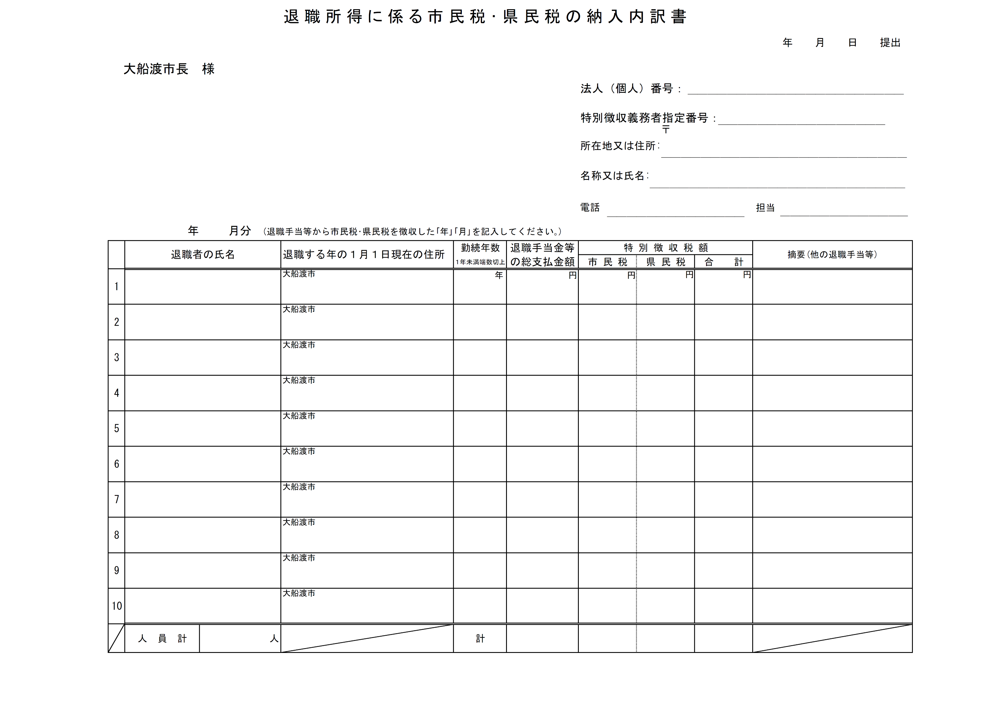 退職所得に係る市民税・県民税の納入内訳書
年　月　日　提出
大船渡市長　様
法人（個人）番号：
特別徴収義務者指定番号：
〒
所在地又は住所：
名称又は氏名：
電話　担当
年　月分　（退職手当等から市民税・県民税を徴収した「年」「月」を記入してください。）
退職者の氏名　退職する年の１月１日現在の住所　勤続年数　1年未満端数切上　退職手当金等の総支払金額　特別徴収税額　市民税　県民税　合計　摘要（他の退職手当等）
1　大船渡市　年　円　円　円　円
2　大船渡市
3　大船渡市
4　大船渡市
5　大船渡市
6　大船渡市
7　大船渡市
8　大船渡市
9　大船渡市
10　大船渡市
人員計　人　計